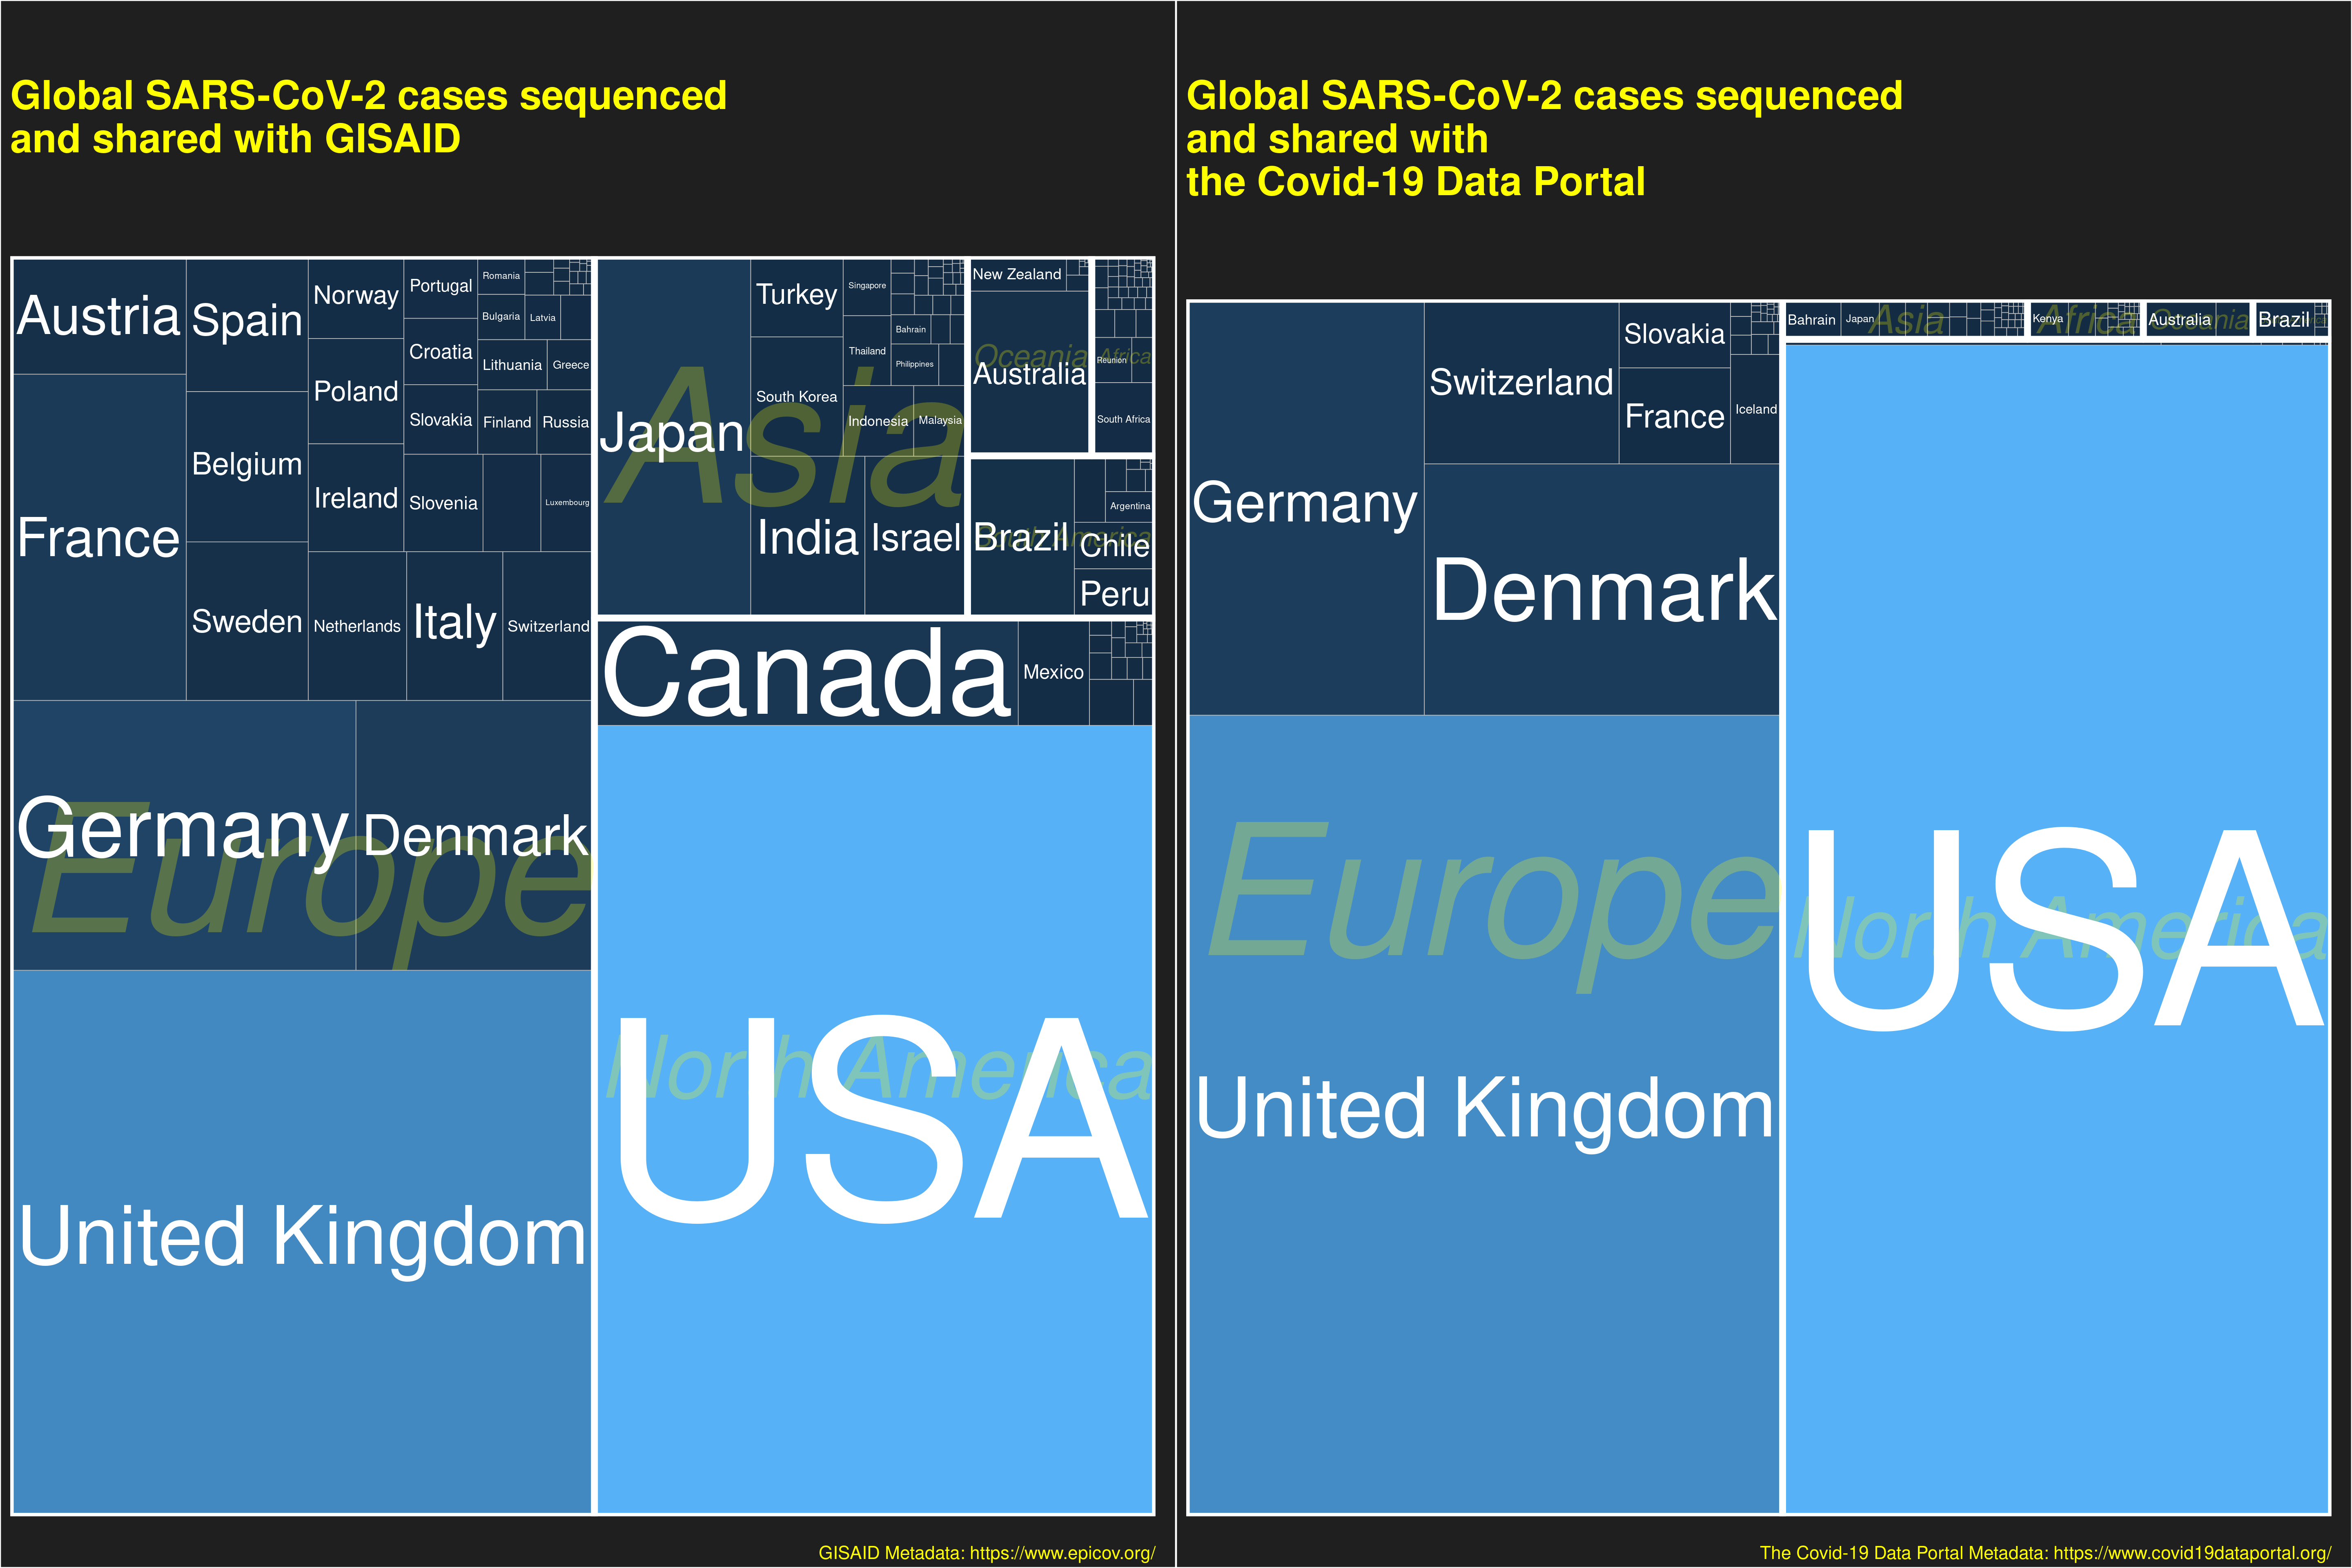 Global SARS-CoV-2 cases sequenced
and shared with GISAID
Austria
Spain
Norway
Portugal
Romania
Bulgaria
Latvia
Croatia
Lithuania
Greece
Poland
Slovakia
Finland
Russia
France
Belgium
Ireland
Slovenia
Luxembourg
Sweden
Netherlands
Italy
Switzerland
Germany
Denmark
Europe
United Kingdom
Japan
Turkey
Singapore
South Korea
Thailand
Bahrain
Philippines
Indonesia
Malaysia
Asia
India
Israel
New Zealand
Oceania
Australia
Africa
Reunion
South Africa
Brazil
South America
Argentina
Chile
Peru
Canada
Mexico
North America
USA
GISAID Metadata: https://www.epicov.org/
Global SARS-CoV-2 cases sequenced
and shared with
the Covid-19 Data Portal
Germany
Switzerland
Slovakia
France
Iceland
Denmark
Europe
United Kingdom
Bahrain
Japan
Asia
Kenya
Africa
Australia
Oceania
Brazil
North America
USA
The Covid-19 Data Portal Metadata: https://www.covid19dataportal.org/